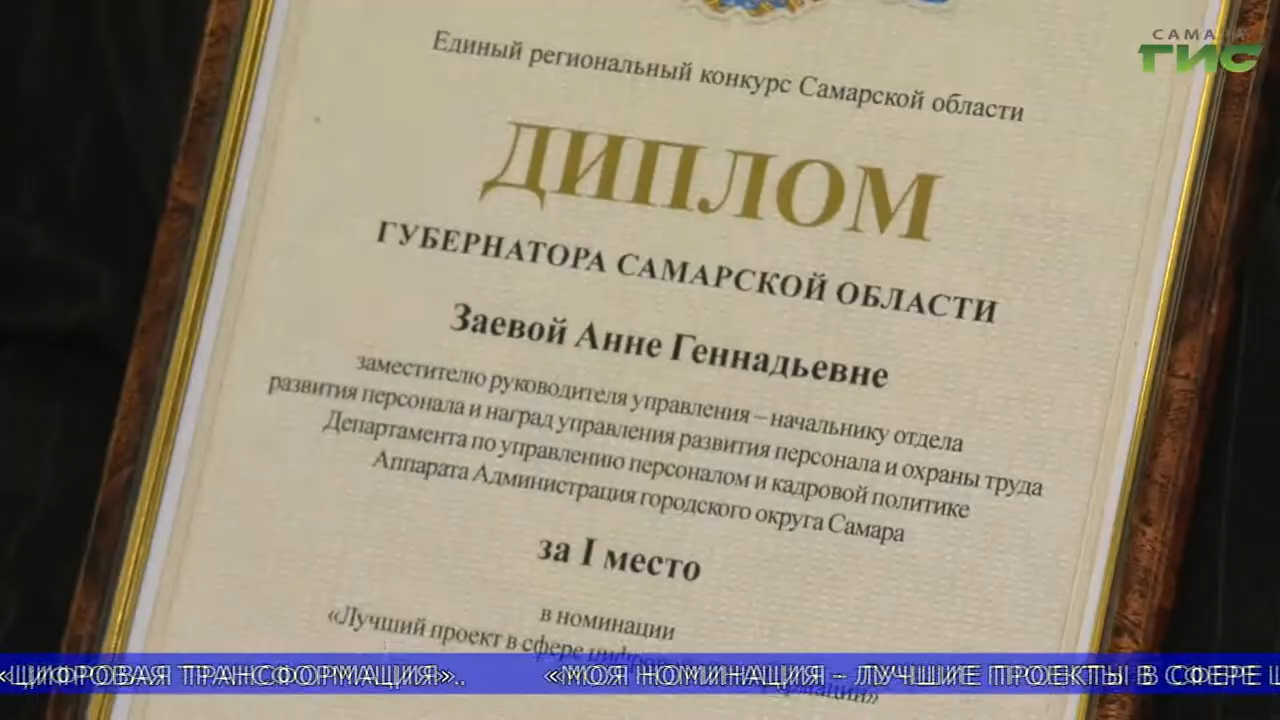 САМАРА
ГИС
Единый региональный конкурс Самарской области
ДИПЛОМ
ГУБЕРНАТОРА САМАРСКОЙ ОБЛАСТИ
Заевой Анне Геннадьевне
заместителю руководителя управления – начальнику отдела
развития персонала и наград управления развития персонала и охраны труда
Департамента по управлению персоналом и кадровой политике
Аппарата Администрация городского округа Самара
за I место
в номинации
«Лучший проект в сфере
«ЦИФРОВАЯ ТРАНСФОРМАЦИЯ».. «МОЯ НОМИНАЦИЯ – ЛУЧШИЕ ПРОЕКТЫ В СФЕРЕ